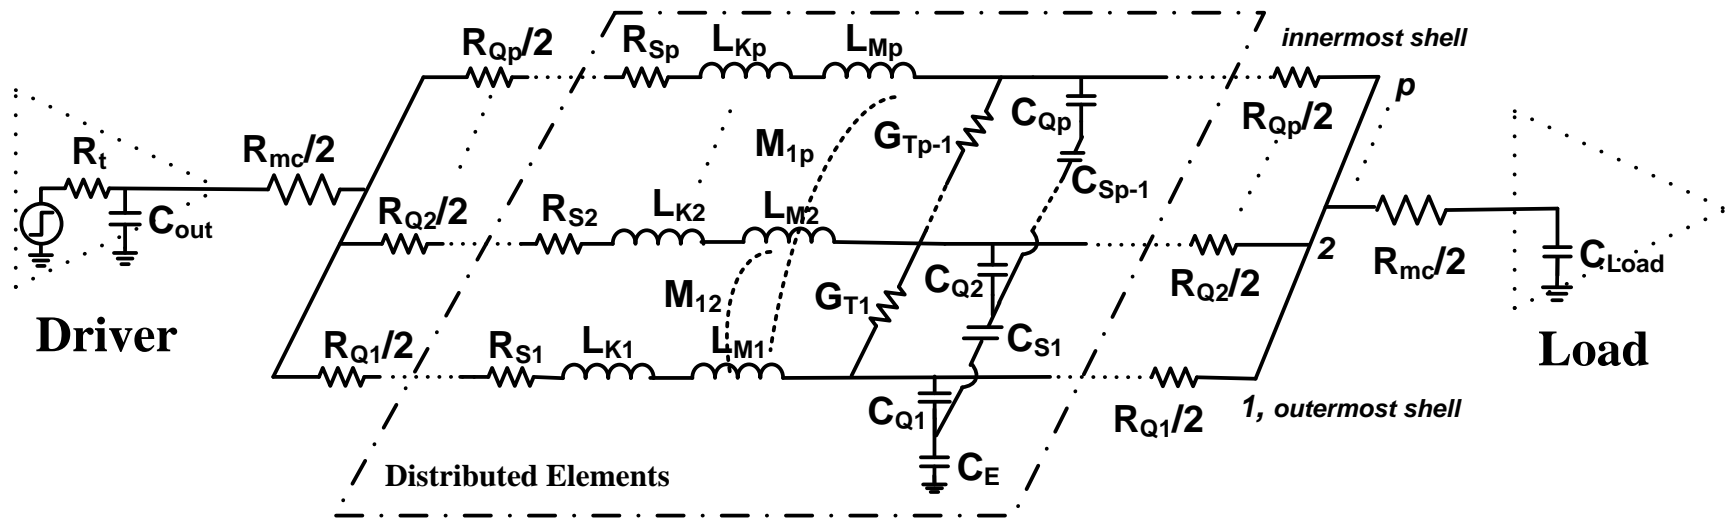 R_Qp/2
R_Sp
L_Kp
L_Mp
innermost shell
p
R_t
R_mc/2
M_1p
G_Tp-1
C_Qp
R_Qp/2
C_Sp-1
C_out
R_Q2/2
R_S2
L_K2
L_M2
2
R_mc/2
C_Load
M_12
G_T1
C_Q2
R_Q2/2
Driver
R_Q1/2
R_S1
L_K1
L_M1
C_S1
Load
C_Q1
R_Q1/2
1, outermost shell
Distributed Elements
C_E